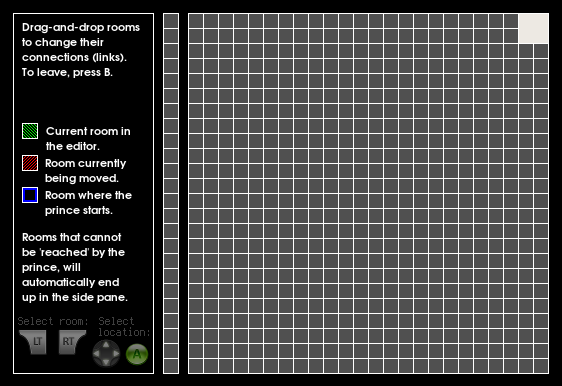 Drag-and-drop rooms
to change their
connections (links).
To leave, press B.
Current room in
the editor.
Room currently
being moved.
Room where the
prince starts.
Rooms that cannot
be 'reached' by the
prince, will
automatically end
up in the side pane.
Select room:
Select
location:
LT
RT
A